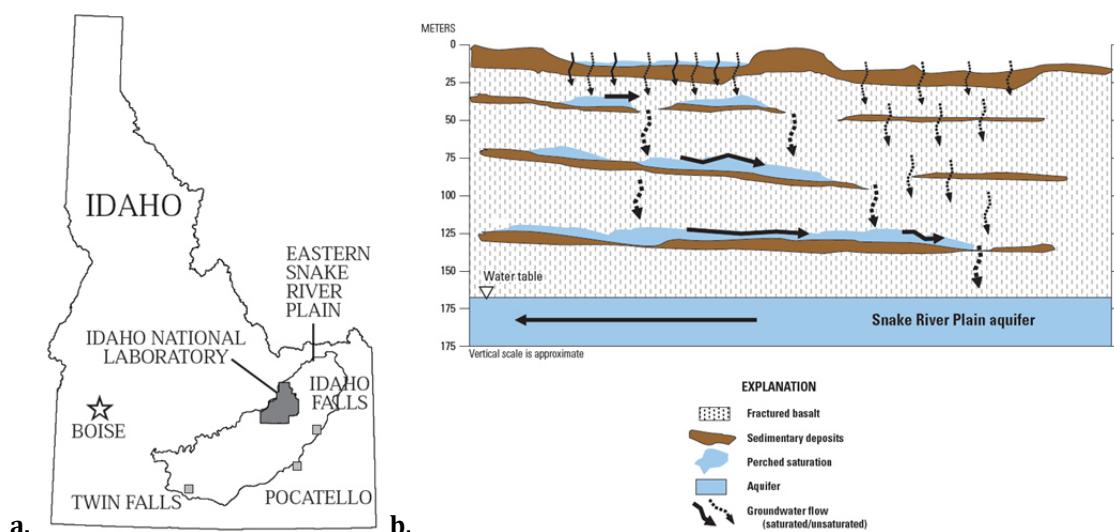 IDAHO
EASTERN
SNAKE
RIVER
PLAIN
IDAHO NATIONAL
LABORATORY
IDAHO
FALLS
BOISE
TWIN FALLS
POCATELLO
a.
METERS
0
25
50
75
100
125
150
175
175
Water table
Snake River Plain aquifer
Vertical scale is approximate
EXPLANATION
Fractured basalt
Sedimentary deposits
Perched saturation
Aquifer
Groundwater flow
(saturated/unsaturated)
b.